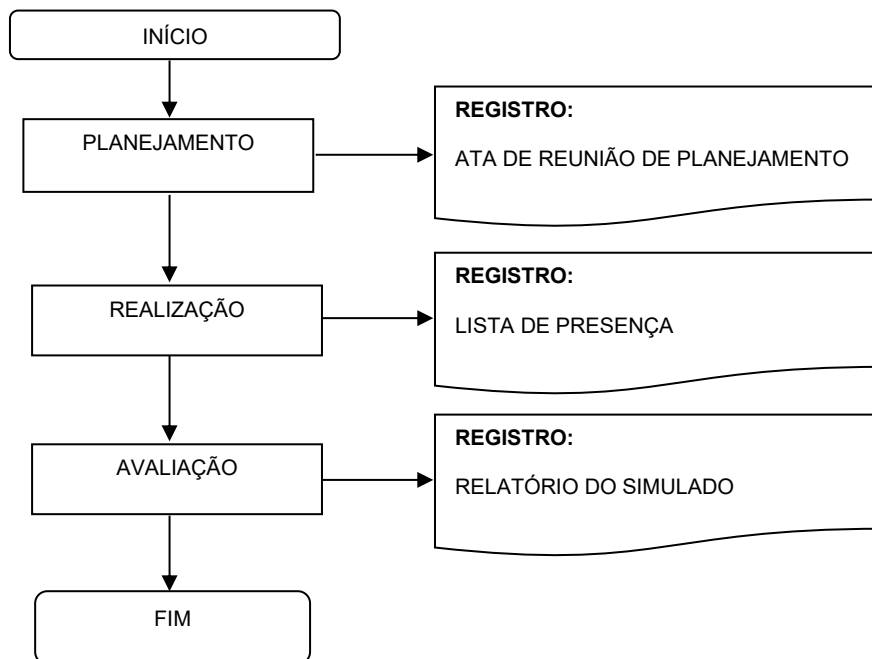 INÍCIO
PLANEJAMENTO
REGISTRO:
ATA DE REUNIÃO DE PLANEJAMENTO
REALIZAÇÃO
REGISTRO:
LISTA DE PRESENÇA
AVALIAÇÃO
REGISTRO:
RELATÓRIO DO SIMULADO
FIM